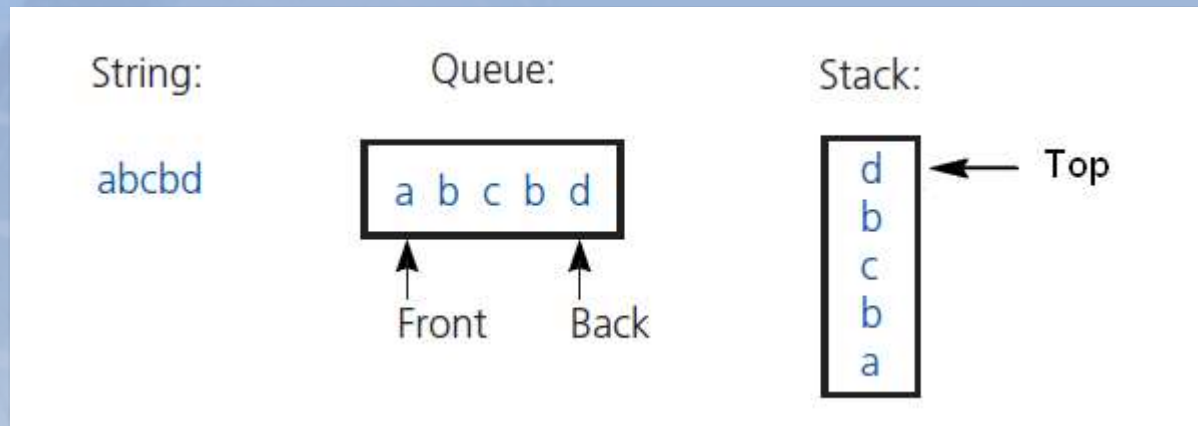 String:
Queue:
Stack:
abcbd
a b c b d
Front
Back
d
b
c
b
a
Top